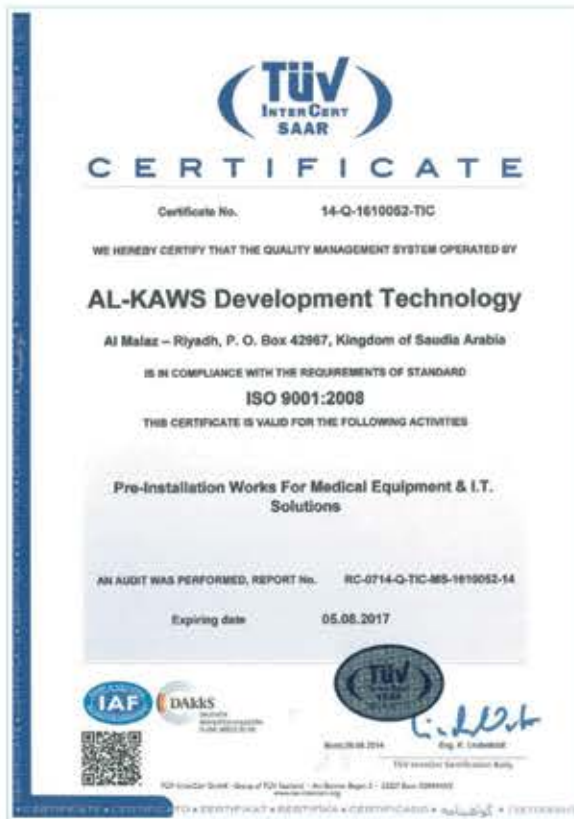 TÜV
INTERCERT
SAAR
CERTIFICATE
Certificate No. 14-Q-1610052-TIC
WE HEREBY CERTIFY THAT THE QUALITY MANAGEMENT SYSTEM OPERATED BY
AL-KAWS Development Technology
Al Malaz – Riyadh, P. O. Box 42967, Kingdom of Saudia Arabia
IS IN COMPLIANCE WITH THE REQUIREMENTS OF STANDARD
ISO 9001:2008
THIS CERTIFICATE IS VALID FOR THE FOLLOWING ACTIVITIES
Pre-Installation Works For Medical Equipment & I.T.
Solutions
AN AUDIT WAS PERFORMED, REPORT No. RC-0714-Q-TIC-MS-1610052-14
Expiring date 05.08.2017
TÜV
INTERCERT
SAAR
IAF
DAkkS